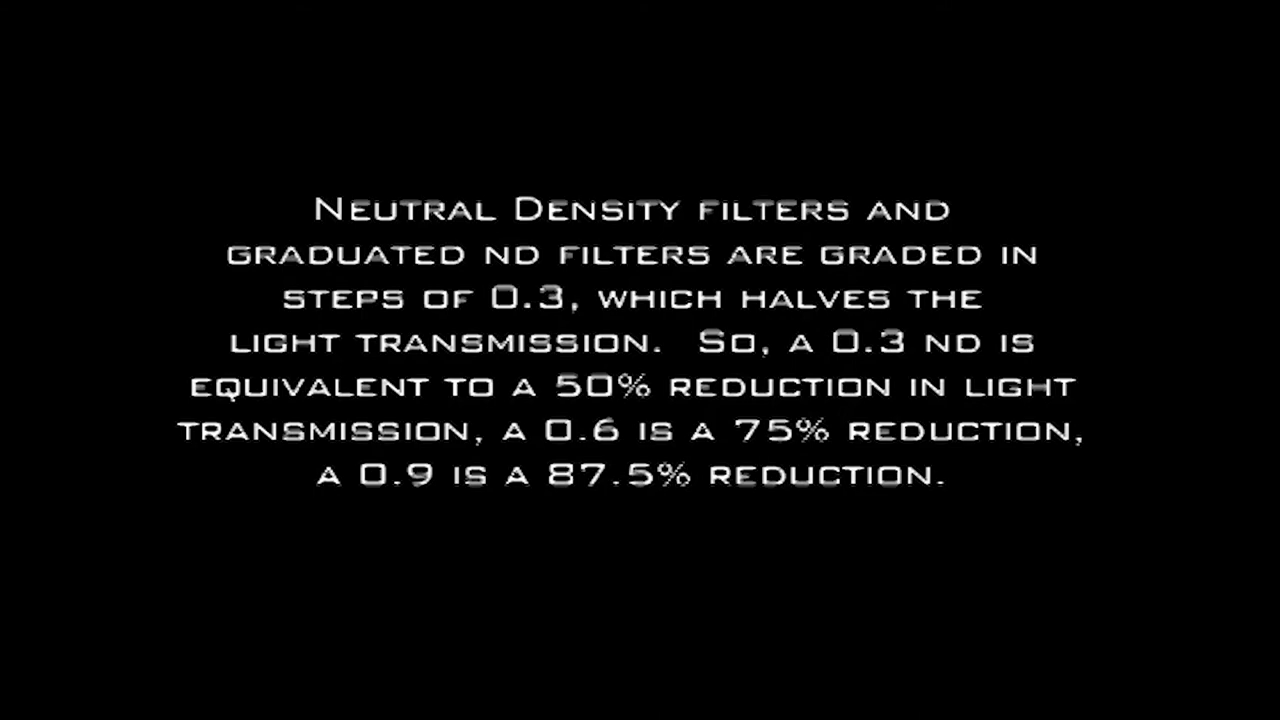 Neutral Density filters and
graduated nd filters are graded in
steps of 0.3, which halves the
light transmission. So, a 0.3 nd is
equivalent to a 50% reduction in light
transmission, a 0.6 is a 75% reduction,
a 0.9 is a 87.5% reduction.